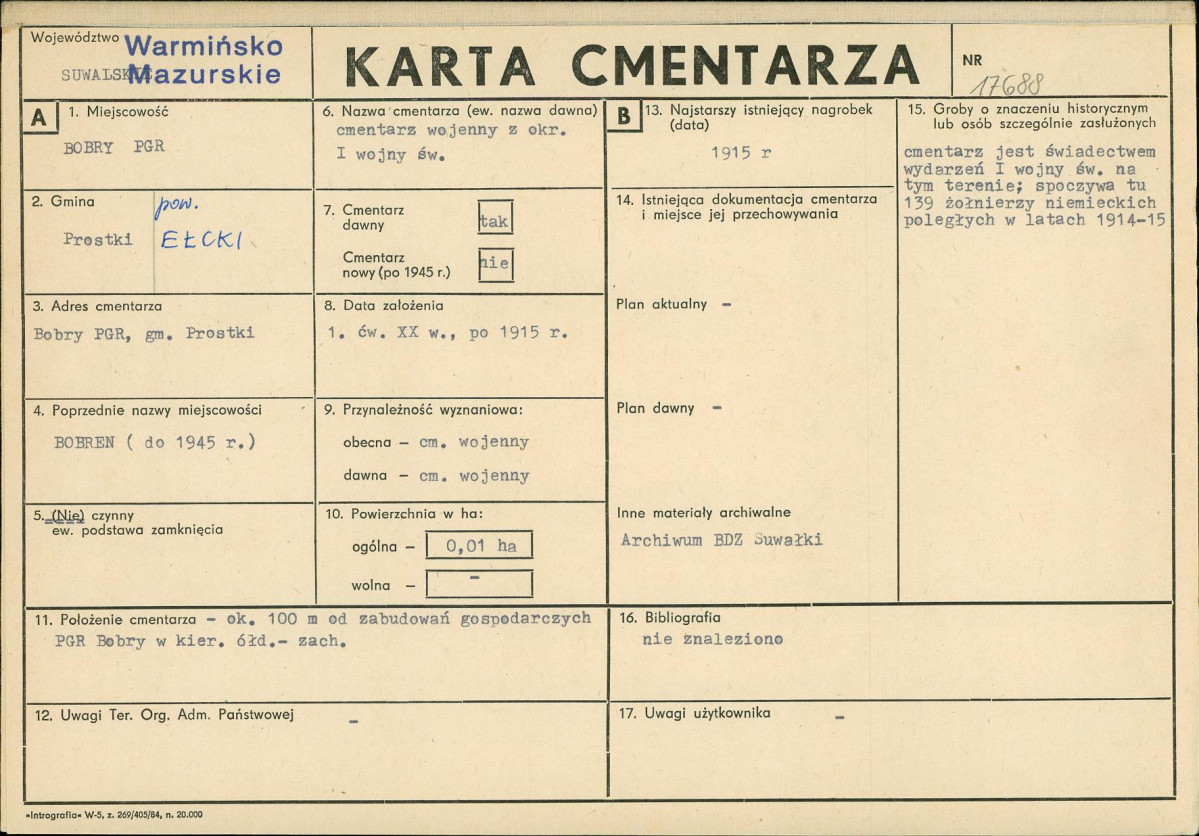 Województwo
SUWALSKIE
Warmińsko
Mazurskie
KARTA CMENTARZA
NR
17688
A
1. Miejscowość
BOBRY PGR
2. Gmina
Prostki
pow.
EŁCKI
3. Adres cmentarza
Bobry PGR, gm. Prostki
4. Poprzednie nazwy miejscowości
BOBREN ( do 1945 r.)
5. (Nie) czynny
ew. podstawa zamknięcia
6. Nazwa cmentarza (ew. nazwa dawna)
cmentarz wojenny z okr.
I wojny św.
7. Cmentarz
dawny
tak
Cmentarz
nowy (po 1945 r.)
nie
8. Data założenia
1. ćw. XX w., po 1915 r.
9. Przynależność wyznaniowa:
obecna – cm. wojenny
dawna – cm. wojenny
10. Powierzchnia w ha:
ogólna – 0,01 ha
wolna – -
11. Położenie cmentarza – ok. 100 m od zabudowań gospodarczych
PGR Bobry w kier. ółd.- zach.
12. Uwagi Ter. Org. Adm. Państwowej -
B
13. Najstarszy istniejący nagrobek
(data)
1915 r
14. Istniejąca dokumentacja cmentarza
i miejsce jej przechowywania
Plan aktualny -
Plan dawny -
Inne materiały archiwalne
Archiwum BDZ Suwałki
15. Groby o znaczeniu historycznym
lub osób szczególnie zasłużonych
cmentarz jest świadectwem
wydarzeń I wojny św. na
tym terenie; spoczywa tu
139 żołnierzy niemieckich
poległych w latach 1914-15
16. Bibliografia
nie znaleziono
17. Uwagi użytkownika -
»Intrografia« W-5, z. 269/405/84, n. 20.000